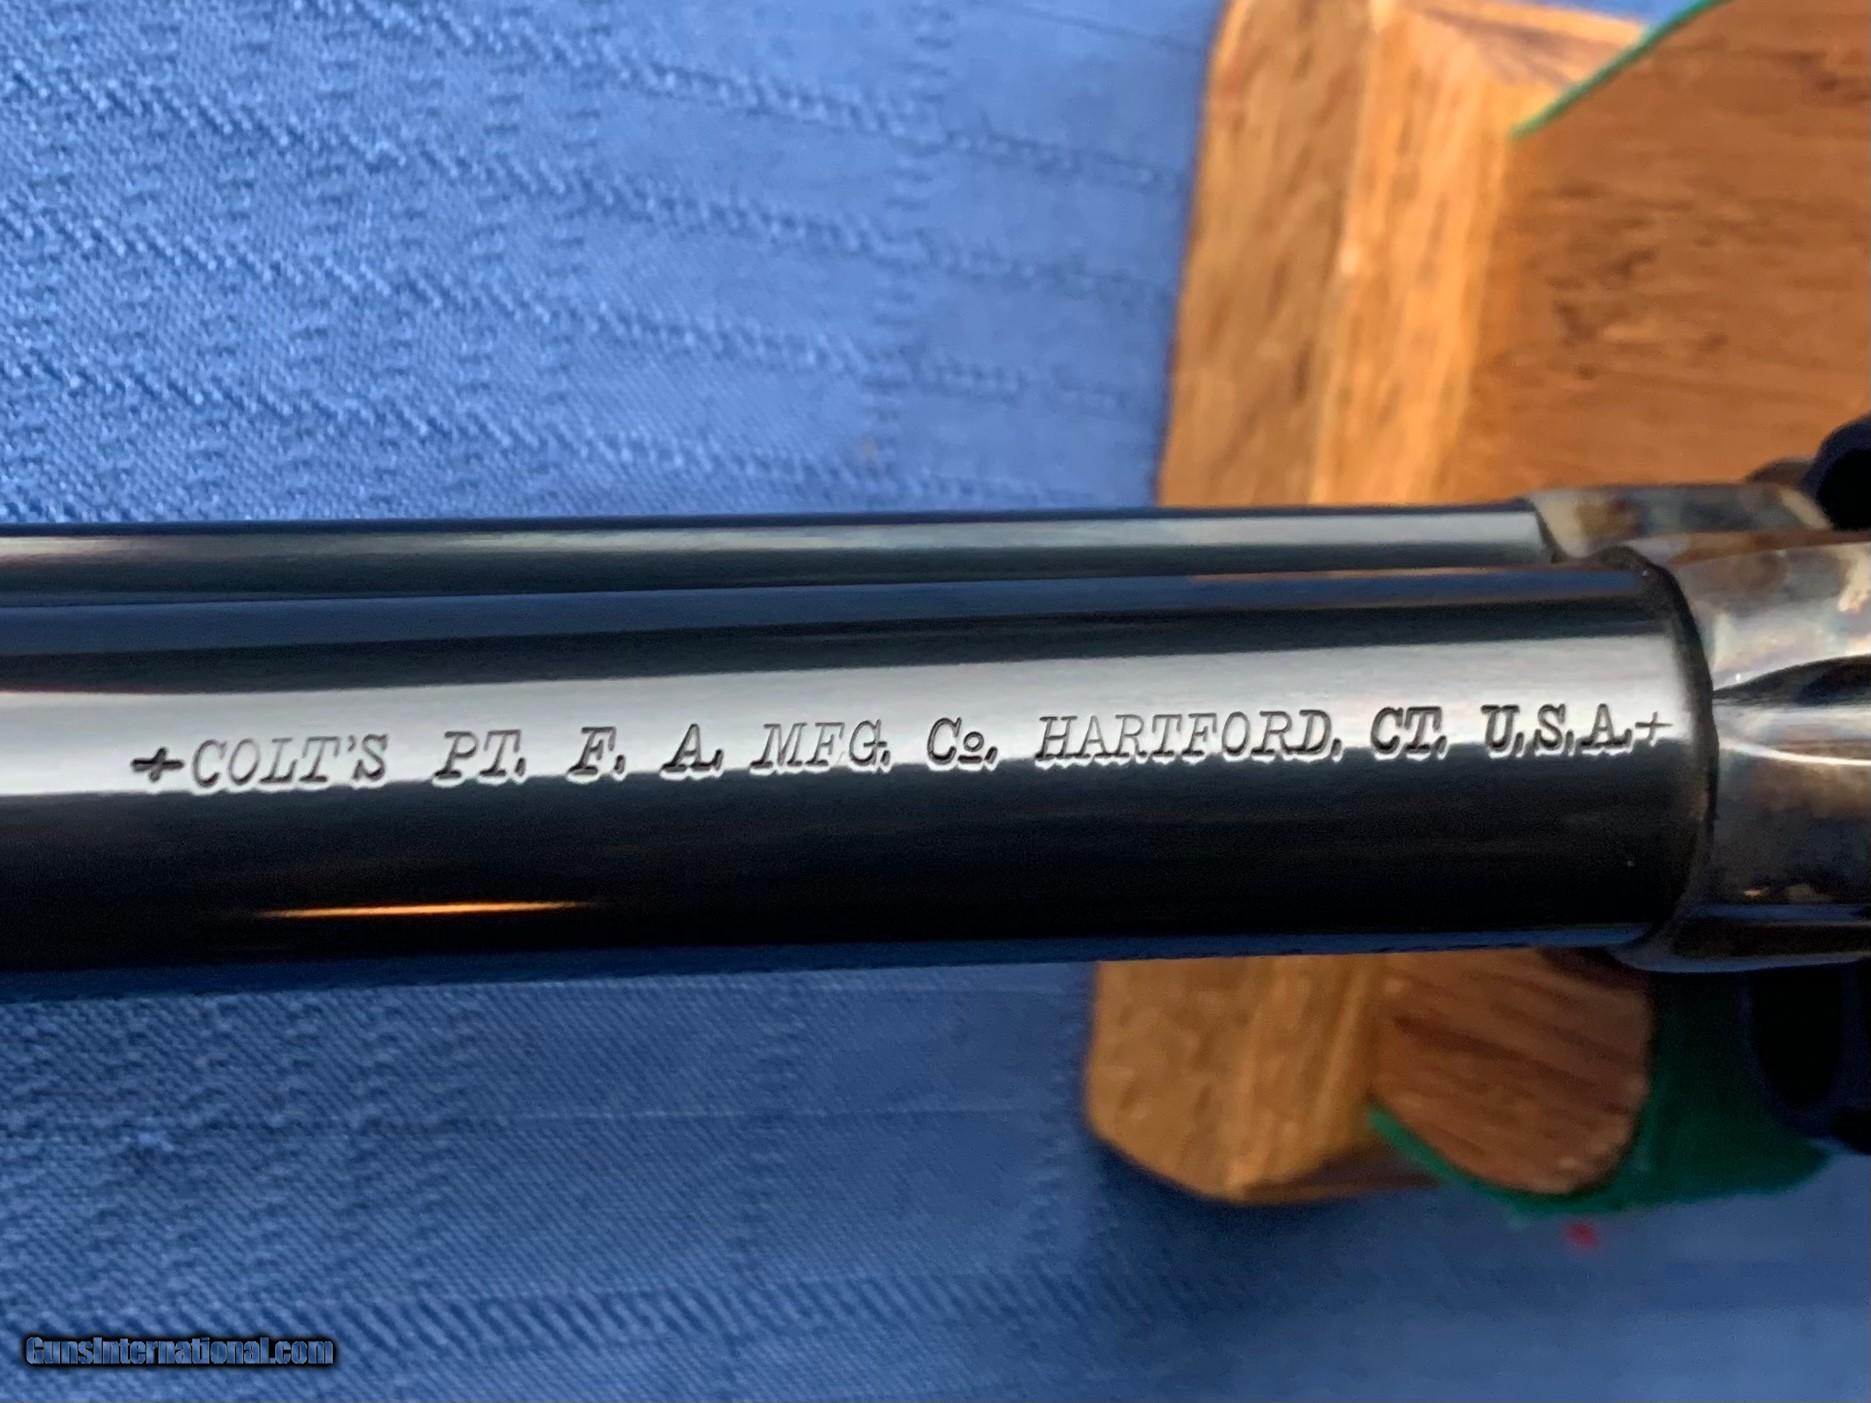 +COLT'S PT. F. A. MFG. Co. HARTFORD, CT. U.S.A.+
GunsInternational.com